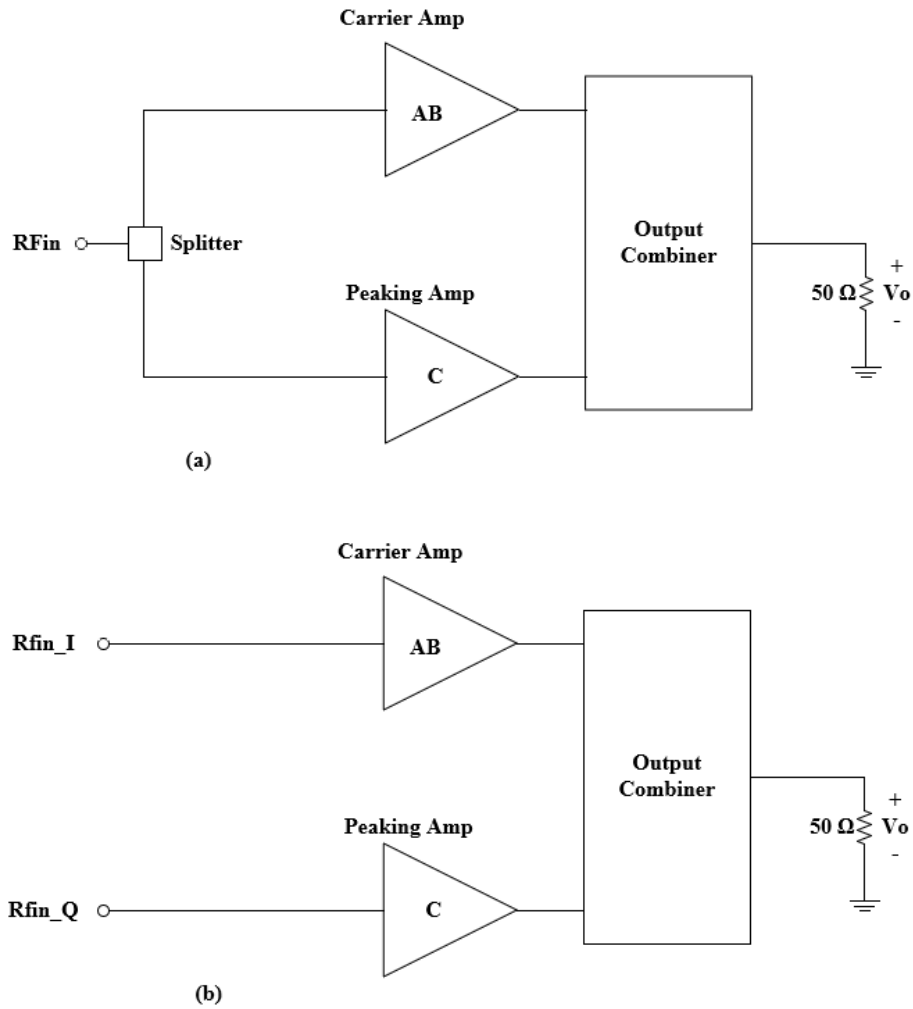 Carrier Amp
AB
RFin
Splitter
Output
Combiner
+
50 Ω
Vo
-
Peaking Amp
C
(a)
Carrier Amp
Rfin_I
AB
Output
Combiner
+
50 Ω
Vo
-
Peaking Amp
Rfin_Q
C
(b)